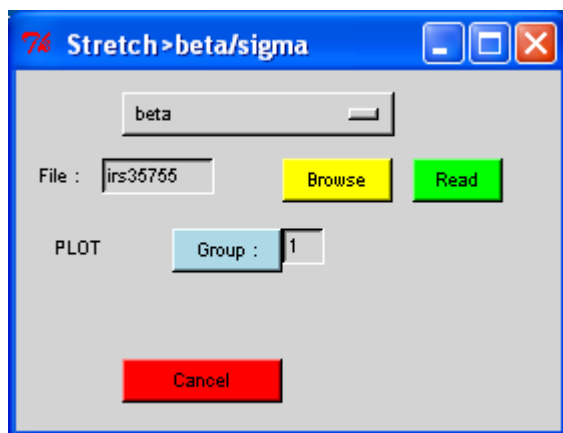 Stretch>beta/sigma
beta
File : irs35755 Browse Read
PLOT Group : 1
Cancel